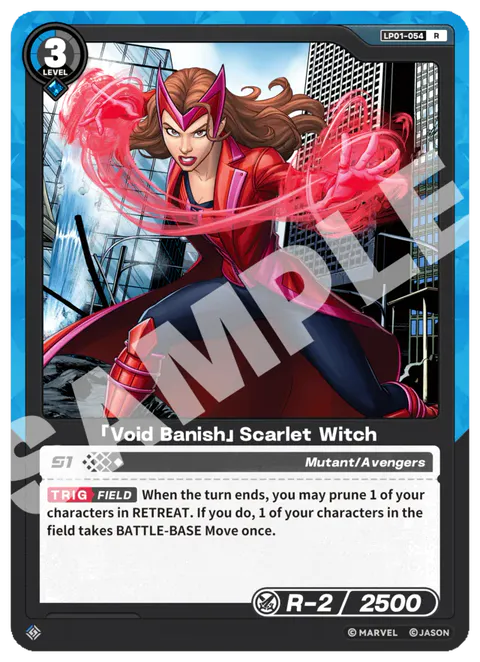 LP01-054 R
3
LEVEL
SAMPLE
「Void Banish」 Scarlet Witch
S1
Mutant/Avengers
TRIG FIELD When the turn ends, you may prune 1 of your
characters in RETREAT. If you do, 1 of your characters in the
field takes BATTLE-BASE Move once.
R-2 / 2500
© MARVEL © JASON